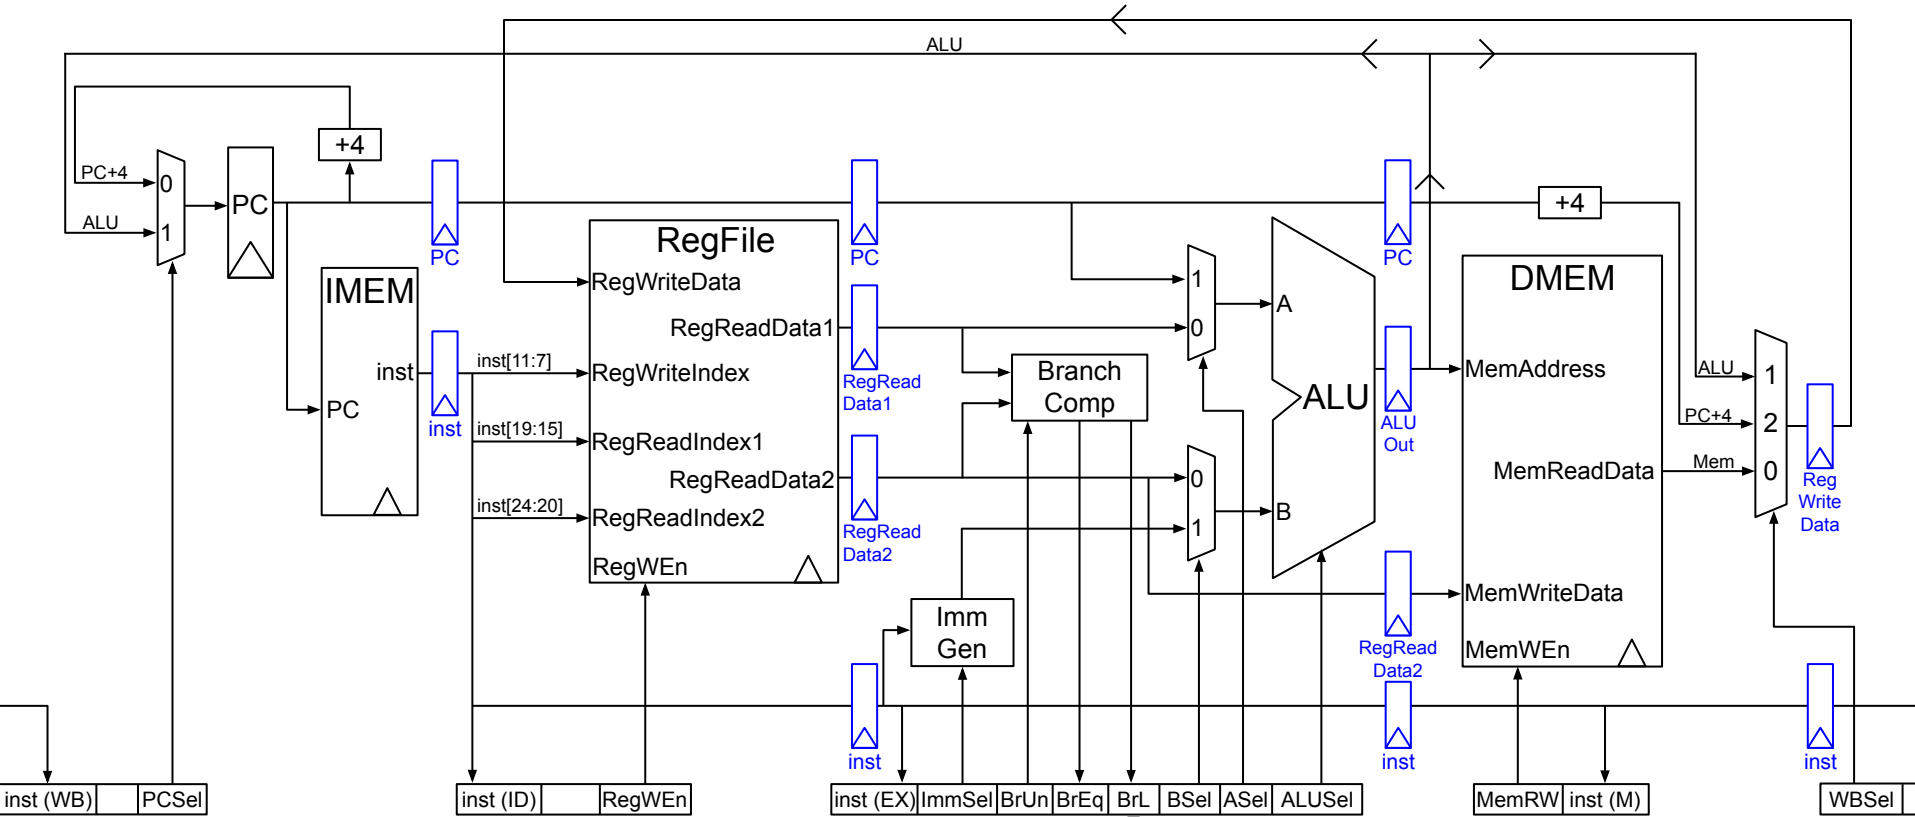 ALU
+4
PC+4
0
ALU
1
PC
PC
IMEM
inst
PC
inst
inst[11:7]
inst[19:15]
inst[24:20]
RegFile
RegWriteData
RegReadData1
RegWriteIndex
RegReadIndex1
RegReadData2
RegReadIndex2
RegWEn
PC
RegRead
Data1
RegRead
Data2
Branch
Comp
Imm
Gen
inst
1
0
0
1
A
ALU
B
PC
ALU
Out
RegRead
Data2
inst
+4
DMEM
MemAddress
MemReadData
MemWriteData
MemWEn
ALU
1
PC+4
2
Mem
0
Reg
Write
Data
inst
inst (WB)
PCSel
inst (ID)
RegWEn
inst (EX)
ImmSel
BrUn
BrEq
BrL
BSel
ASel
ALUSel
MemRW
inst (M)
WBSel